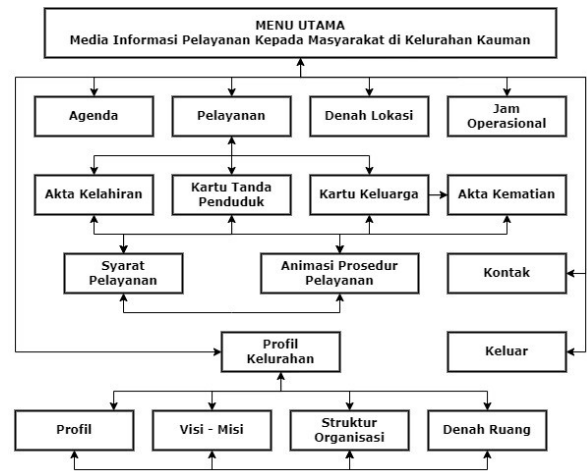 MENU UTAMA
Media Informasi Pelayanan Kepada Masyarakat di Kelurahan Kauman
Agenda
Pelayanan
Denah Lokasi
Jam
Operasional
Akta Kelahiran
Kartu Tanda
Penduduk
Kartu Keluarga
Akta Kematian
Syarat
Pelayanan
Animasi Prosedur
Pelayanan
Kontak
Profil
Kelurahan
Keluar
Profil
Visi - Misi
Struktur
Organisasi
Denah Ruang